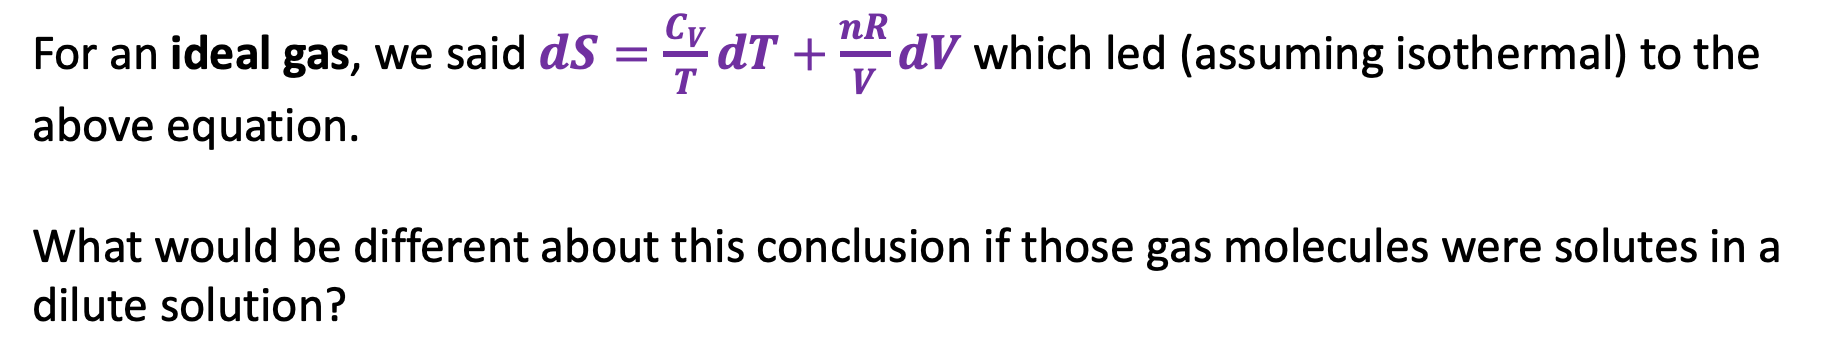 For an ideal gas, we said dS = C_V/T dT + nR/V dV which led (assuming isothermal) to the
above equation.
What would be different about this conclusion if those gas molecules were solutes in a
dilute solution?